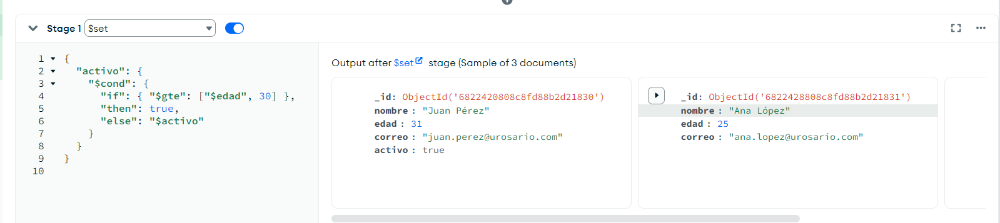 Stage 1 $set
1 {
2 "activo": {
3 "$cond": {
4 "if": { "$gte": ["$edad", 30] },
5 "then": true,
6 "else": "$activo"
7 }
8 }
9 }
10
Output after $set stage (Sample of 3 documents)
_id: ObjectId('6822420808c8fd88b2d21830')
nombre : "Juan Pérez"
edad : 31
correo : "juan.perez@urosario.com"
activo : true
_id: ObjectId('6822428808c8fd88b2d21831')
nombre : "Ana López"
edad : 25
correo : "ana.lopez@urosario.com"